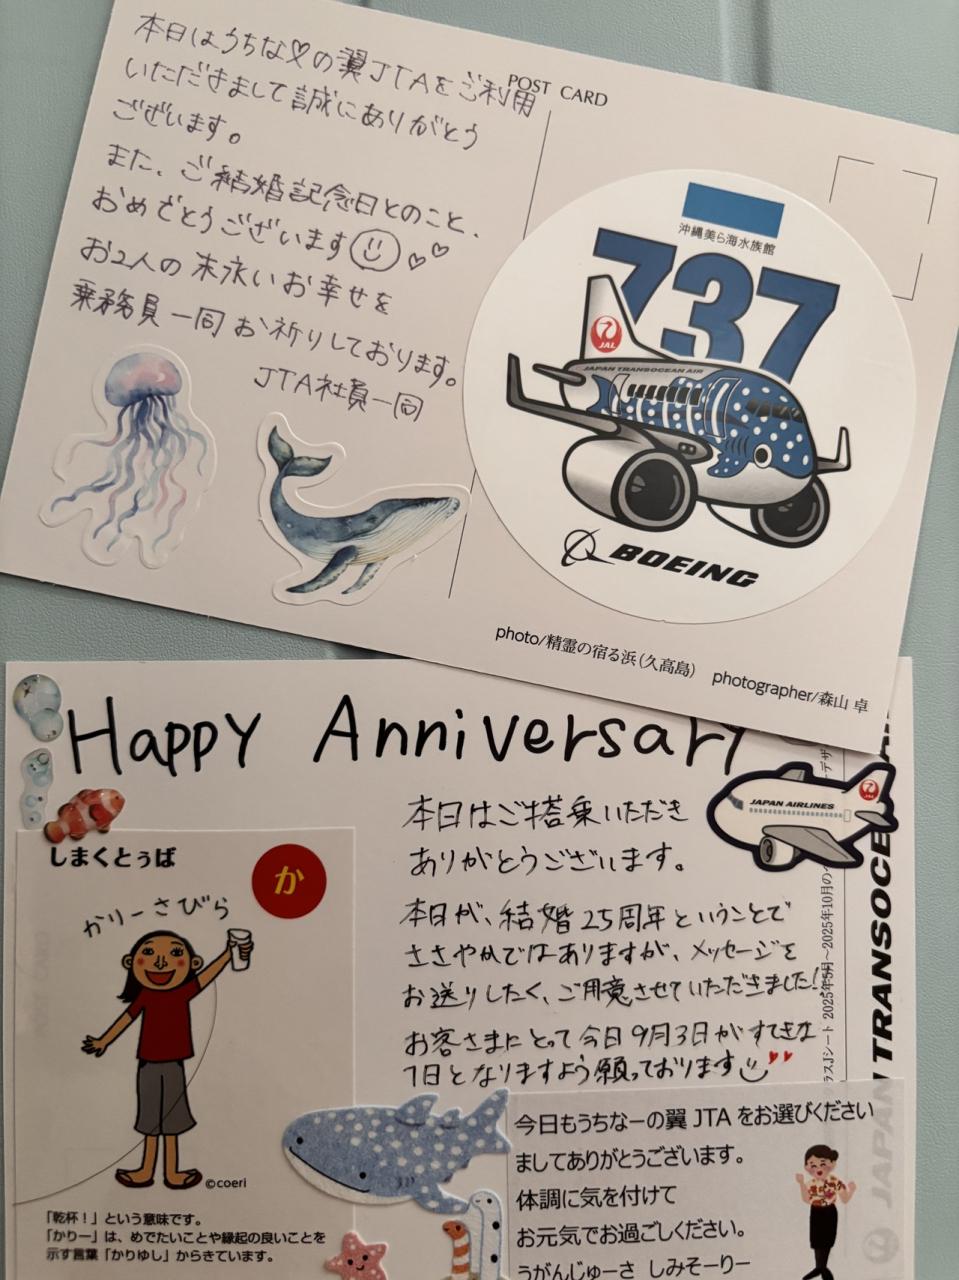 本日はうちな♡の翼JTAをご利用
いただきまして誠にありがとう
ございます。
また、ご結婚記念日とのこと、
おめでとうございます☺♡♡
お2人の末永いお幸せを
乗務員一同お祈りしております。
JTA社員一同
POST CARD
沖縄美ら海水族館
737
JAL
JAPAN TRANSOCEAN AIR
BOEING
photo/精霊の宿る浜(久高島) photographer/森山 卓
Happy Anniversary
本日はご搭乗いただき
ありがとうございます。
本日が、結婚25周年ということで
ささやかではありますが、メッセージを
お送りしたく、ご用意させていただきました!!
お客さまにとって今日9月3日がすてきな
1日となりますよう願っております
JAPAN AIRLINES
しまくとぅば
か
かりーさびら
©coeri
「乾杯!」という意味です。
「かりー」は、めでたいことや縁起の良いことを
示す言葉「かりゆし」からきています。
今日もうちなーの翼 JTA をお選びください
ましてありがとうございます。
体調に気を付けて
お元気でお過ごしください。
うがんじゅーさ しみそーりー
2025年5月~2025年10月の
JAPAN TRANSOCEAN